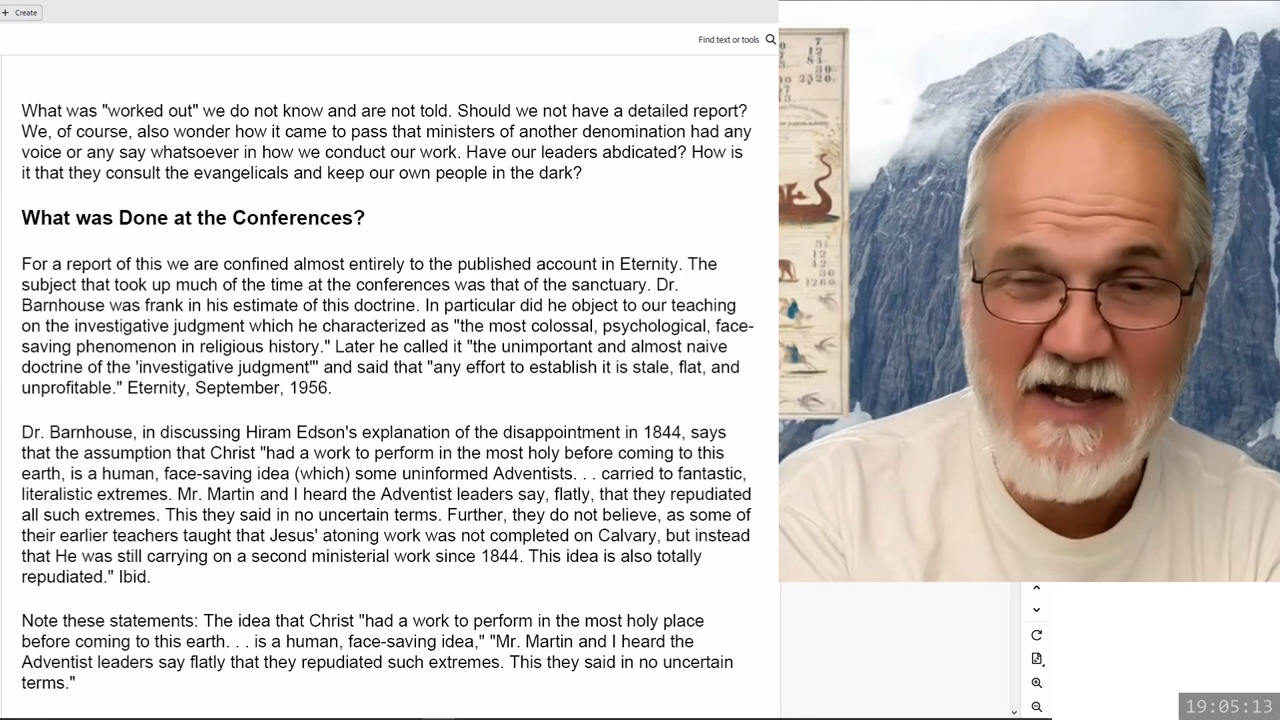 + Create
Find text or tools
What was "worked out" we do not know and are not told. Should we not have a detailed report?
We, of course, also wonder how it came to pass that ministers of another denomination had any
voice or any say whatsoever in how we conduct our work. Have our leaders abdicated? How is
it that they consult the evangelicals and keep our own people in the dark?
What was Done at the Conferences?
For a report of this we are confined almost entirely to the published account in Eternity. The
subject that took up much of the time at the conferences was that of the sanctuary. Dr.
Barnhouse was frank in his estimate of this doctrine. In particular did he object to our teaching
on the investigative judgment which he characterized as "the most colossal, psychological, face-
saving phenomenon in religious history." Later he called it "the unimportant and almost naive
doctrine of the 'investigative judgment'" and said that "any effort to establish it is stale, flat, and
unprofitable." Eternity, September, 1956.
Dr. Barnhouse, in discussing Hiram Edson's explanation of the disappointment in 1844, says
that the assumption that Christ "had a work to perform in the most holy before coming to this
earth, is a human, face-saving idea (which) some uninformed Adventists. . . carried to fantastic,
literalistic extremes. Mr. Martin and I heard the Adventist leaders say, flatly, that they repudiated
all such extremes. This they said in no uncertain terms. Further, they do not believe, as some of
their earlier teachers taught that Jesus' atoning work was not completed on Calvary, but instead
that He was still carrying on a second ministerial work since 1844. This idea is also totally
repudiated." Ibid.
Note these statements: The idea that Christ "had a work to perform in the most holy place
before coming to this earth. . . is a human, face-saving idea," "Mr. Martin and I heard the
Adventist leaders say flatly that they repudiated such extremes. This they said in no uncertain
terms."
7
12
30
31
12
1260
19:05:13